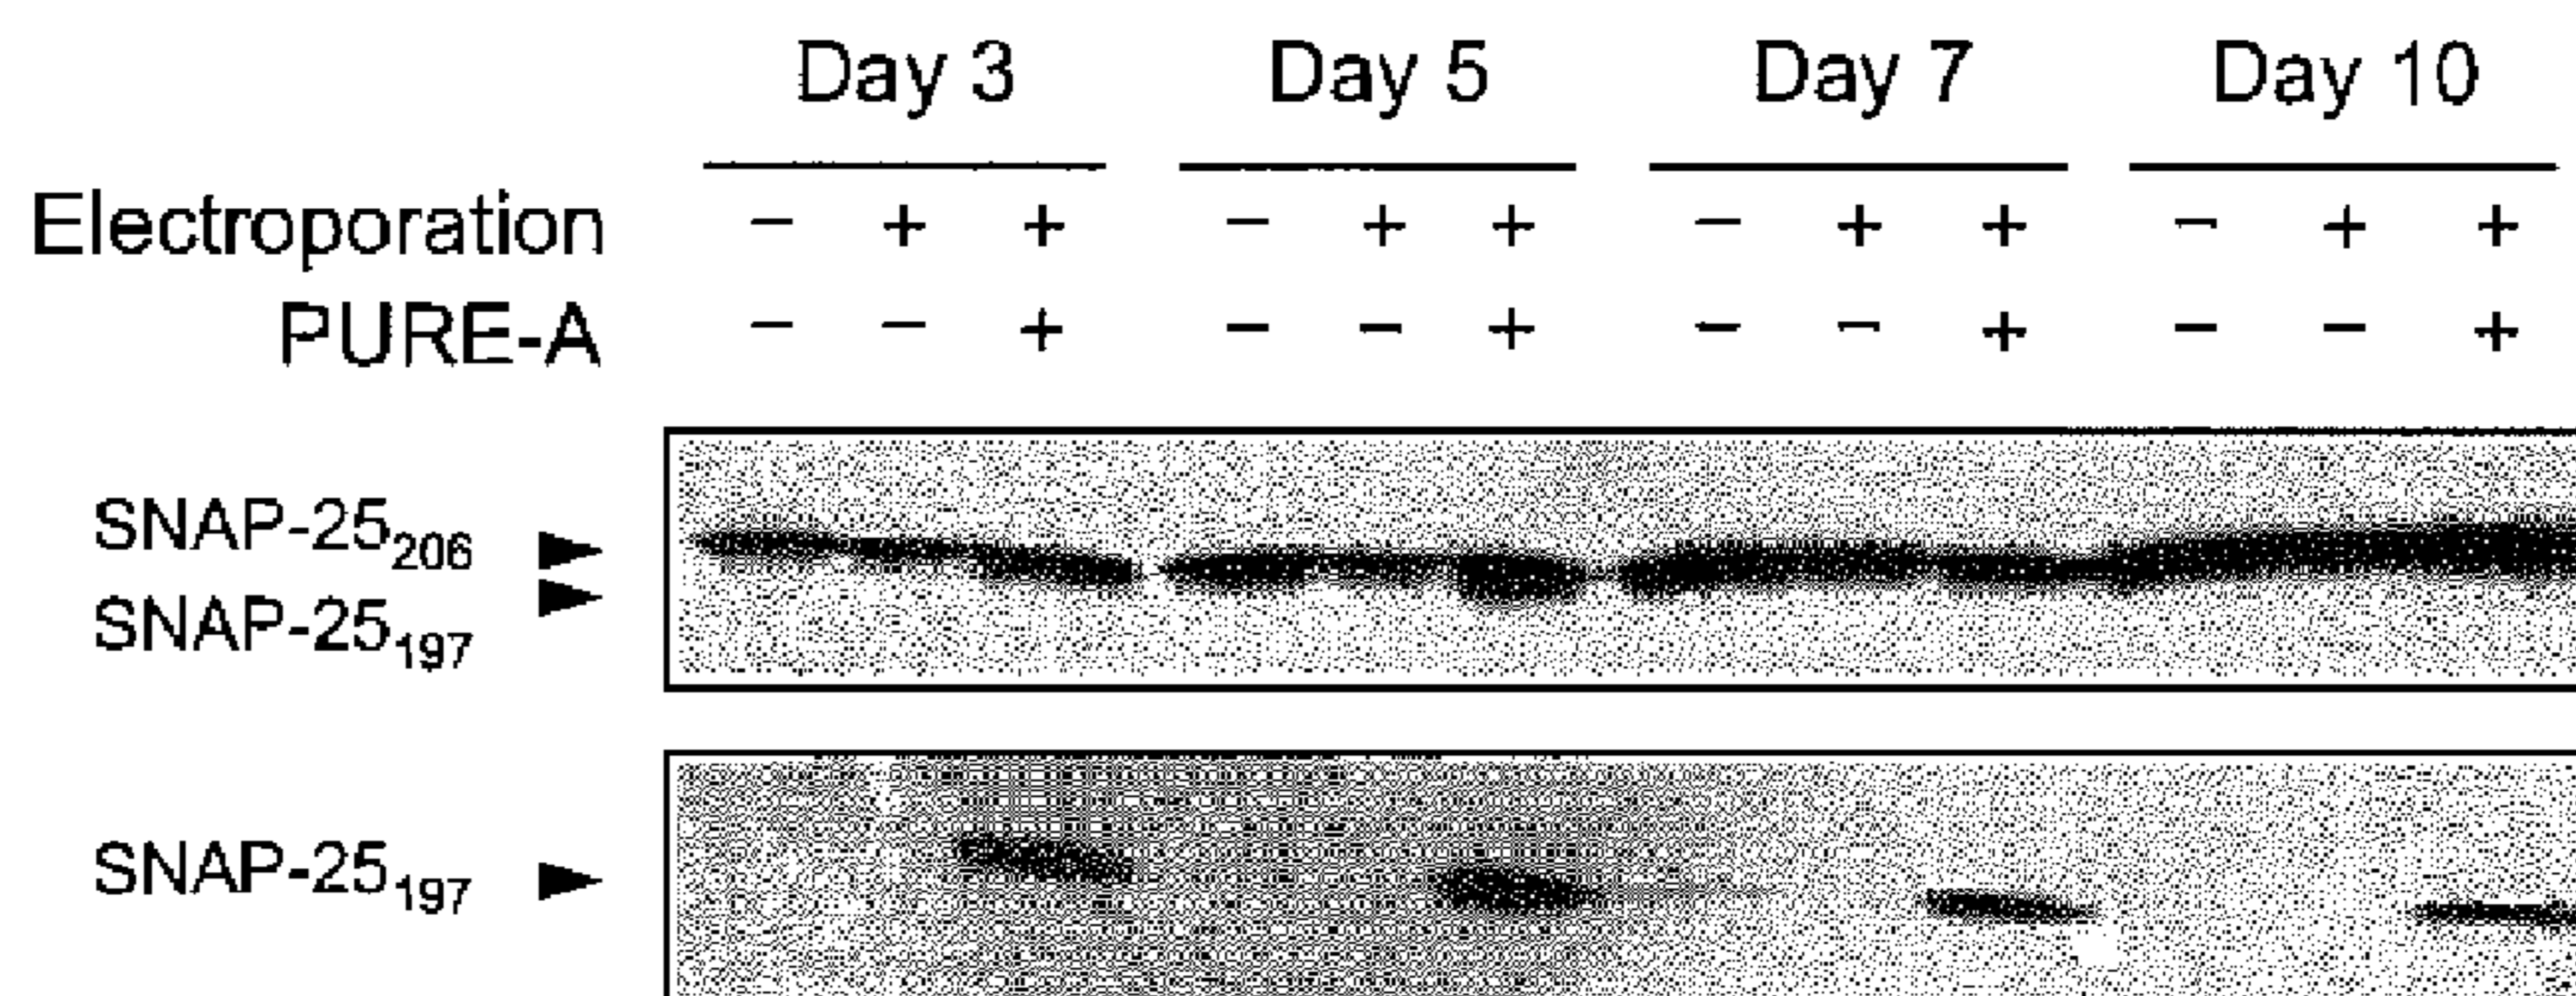 Day 3 Day 5 Day 7 Day 10
Electroporation − + + − + + − + + − + +
PURE-A − − + − − + − − + − − +
SNAP-25₂₀₆
SNAP-25₁₉₇
SNAP-25₁₉₇